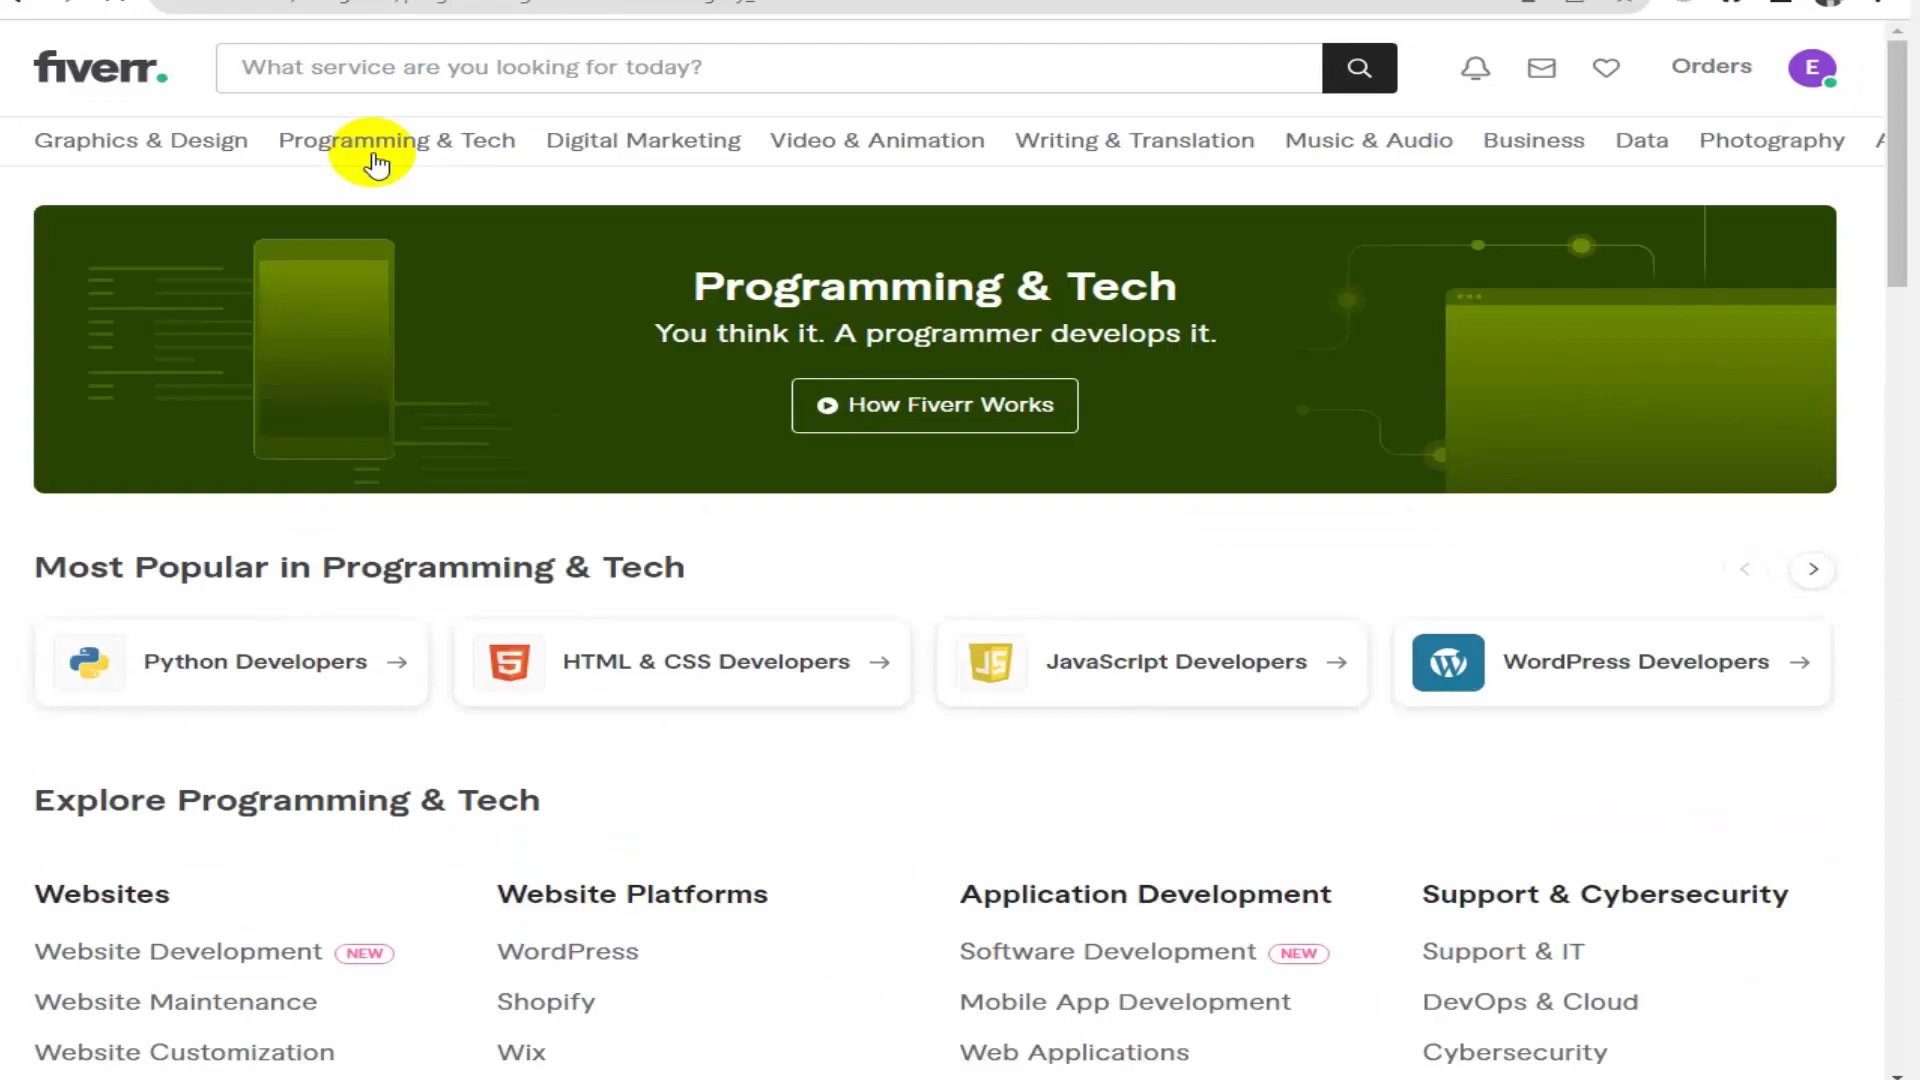 fiverr.
What service are you looking for today?
Orders
E
Graphics & Design Programming & Tech Digital Marketing Video & Animation Writing & Translation Music & Audio Business Data Photography
Programming & Tech
You think it. A programmer develops it.
How Fiverr Works
Most Popular in Programming & Tech
Python Developers
HTML & CSS Developers
JS
JavaScript Developers
WordPress Developers
Explore Programming & Tech
Websites Website Platforms Application Development Support & Cybersecurity
Website Development NEW WordPress Software Development NEW Support & IT
Website Maintenance Shopify Mobile App Development DevOps & Cloud
Website Customization Wix Web Applications Cybersecurity